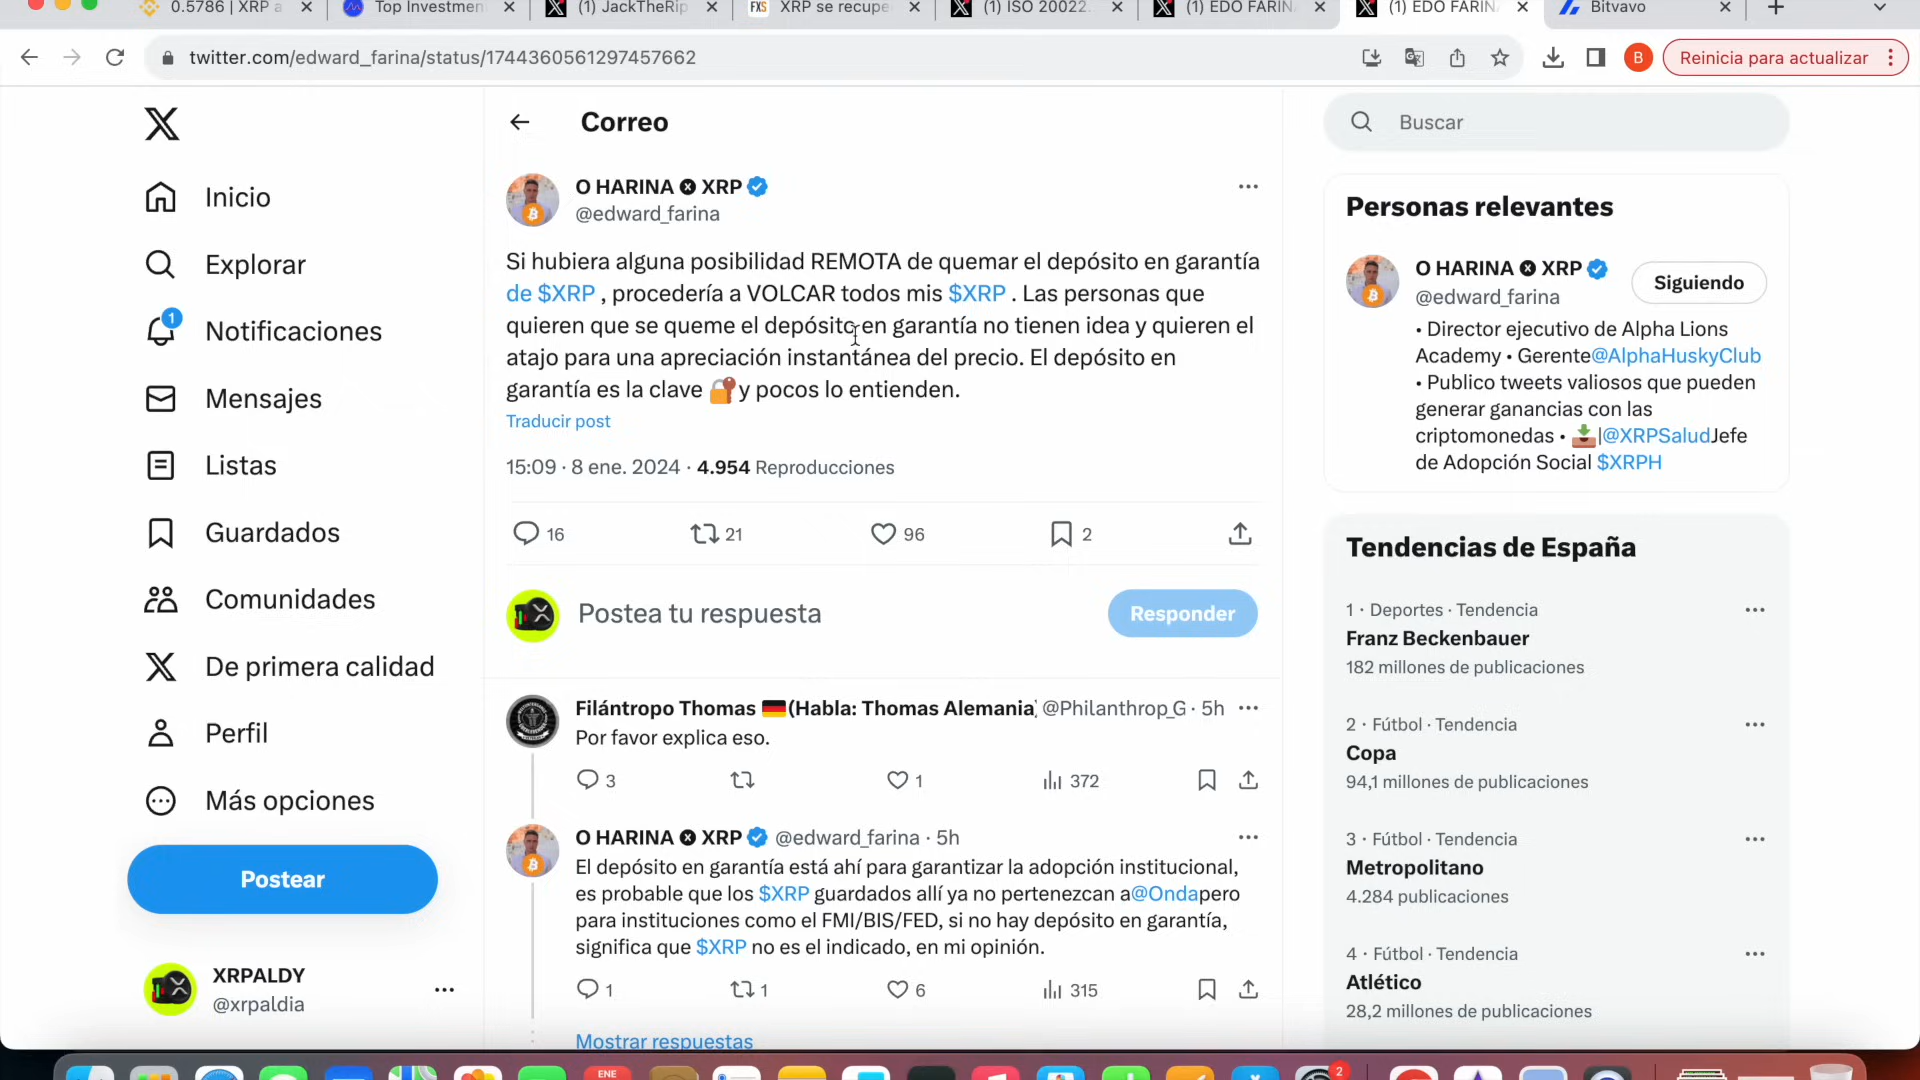 0.5786 | XRP a
Top Investmen
(1) JackTheRip
XRP se recupe
(1) ISO 20022
(1) EDO FARIN
(1) EDO FARIN
Bitvavo
twitter.com/edward_farina/status/1744360561297457662
B
Reinicia para actualizar
Inicio
Explorar
1
Notificaciones
Mensajes
Listas
Guardados
Comunidades
De primera calidad
Perfil
Más opciones
Postear
XRPALDY
@xrpaldia
Correo
O HARINA XRP
@edward_farina
Si hubiera alguna posibilidad REMOTA de quemar el depósito en garantía
de $XRP , procedería a VOLCAR todos mis $XRP . Las personas que
quieren que se queme el depósito en garantía no tienen idea y quieren el
atajo para una apreciación instantánea del precio. El depósito en
garantía es la clave 🔐 y pocos lo entienden.
Traducir post
15:09 · 8 ene. 2024 · 4.954 Reproducciones
16 21 96 2
Postea tu respuesta
Responder
Filántropo Thomas 🇩🇪(Habla: Thomas Alemania) @Philanthrop_G · 5h
Por favor explica eso.
3 1 372
O HARINA XRP @edward_farina · 5h
El depósito en garantía está ahí para garantizar la adopción institucional,
es probable que los $XRP guardados allí ya no pertenezcan a@Ondapero
para instituciones como el FMI/BIS/FED, si no hay depósito en garantía,
significa que $XRP no es el indicado, en mi opinión.
1 1 6 315
Mostrar respuestas
Buscar
Personas relevantes
O HARINA XRP
@edward_farina
Siguiendo
• Director ejecutivo de Alpha Lions
Academy • Gerente@AlphaHuskyClub
• Publico tweets valiosos que pueden
generar ganancias con las
criptomonedas • 📥|@XRPSaludJefe
de Adopción Social $XRPH
Tendencias de España
1 · Deportes · Tendencia
Franz Beckenbauer
182 millones de publicaciones
2 · Fútbol · Tendencia
Copa
94,1 millones de publicaciones
3 · Fútbol · Tendencia
Metropolitano
4.284 publicaciones
4 · Fútbol · Tendencia
Atlético
28,2 millones de publicaciones
ENE
2